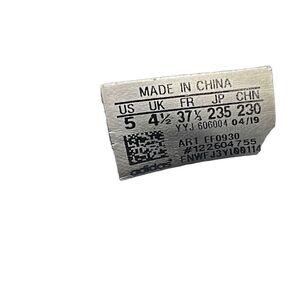 MADE IN CHINA
US UK FR JP CHN
5 4½ 37⅓ 235 230
YYJ 606004 04/19
ART EF0930
#122604755
adidas